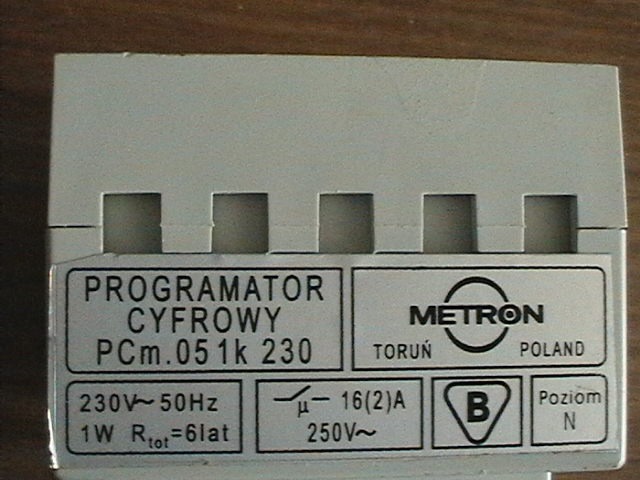 PROGRAMATOR
CYFROWY
PCm.051k 230
METRON
TORUŃ POLAND
230V~ 50Hz
1W Rtot=6lat
μ 16(2)A
250V~
B
Poziom
N